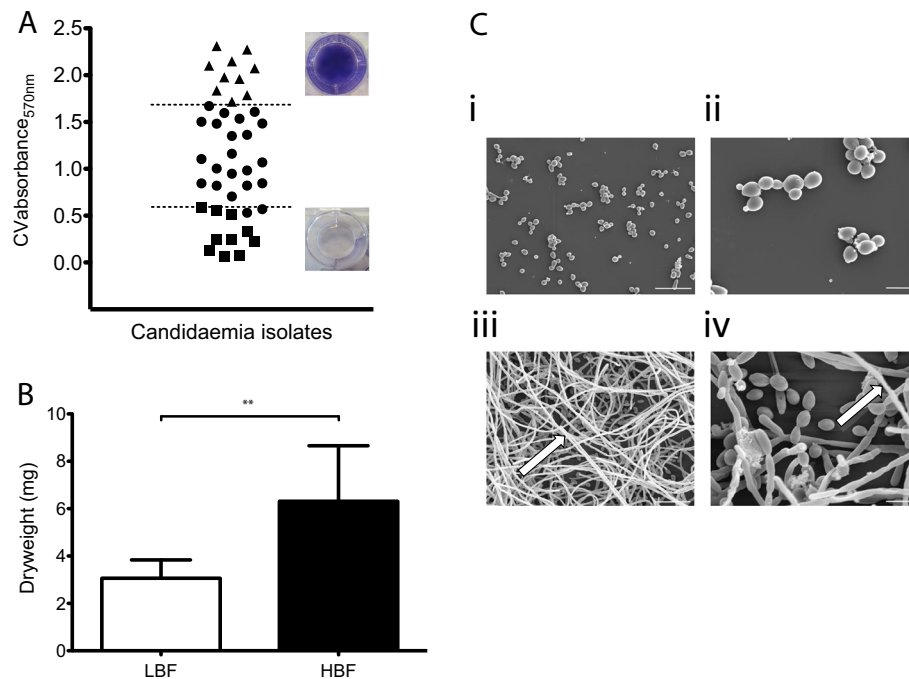 A
CVabsorbance570nm
2.5
2.0
1.5
1.0
0.5
0.0
Candidaemia isolates
B
Dryweight (mg)
10
8
6
4
2
0
**
LBF
HBF
C
i
ii
iii
iv